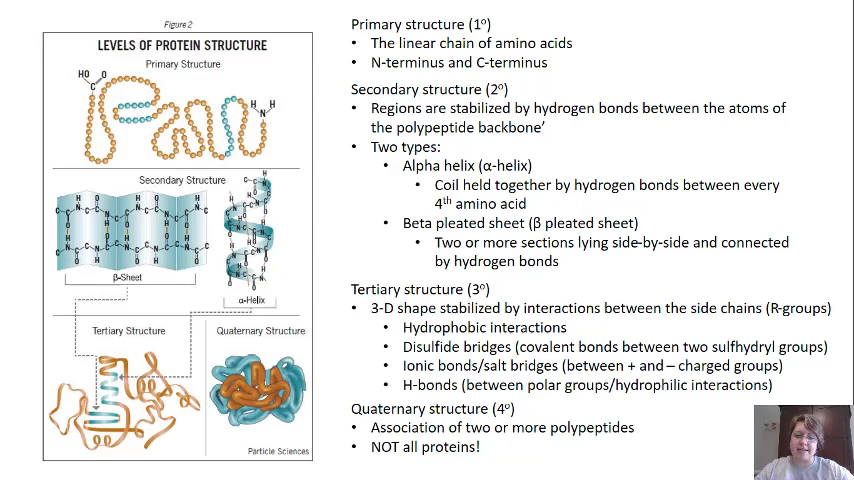 Figure 2
LEVELS OF PROTEIN STRUCTURE
Primary Structure
HO O
C
H H
N
Secondary Structure
β-Sheet
α-Helix
Tertiary Structure
Quaternary Structure
Particle Sciences
Primary structure (1º)
• The linear chain of amino acids
• N-terminus and C-terminus
Secondary structure (2º)
• Regions are stabilized by hydrogen bonds between the atoms of
the polypeptide backbone’
• Two types:
• Alpha helix (α-helix)
• Coil held together by hydrogen bonds between every
4th amino acid
• Beta pleated sheet (β pleated sheet)
• Two or more sections lying side-by-side and connected
by hydrogen bonds
Tertiary structure (3º)
• 3-D shape stabilized by interactions between the side chains (R-groups)
• Hydrophobic interactions
• Disulfide bridges (covalent bonds between two sulfhydryl groups)
• Ionic bonds/salt bridges (between + and – charged groups)
• H-bonds (between polar groups/hydrophilic interactions)
Quaternary structure (4º)
• Association of two or more polypeptides
• NOT all proteins!